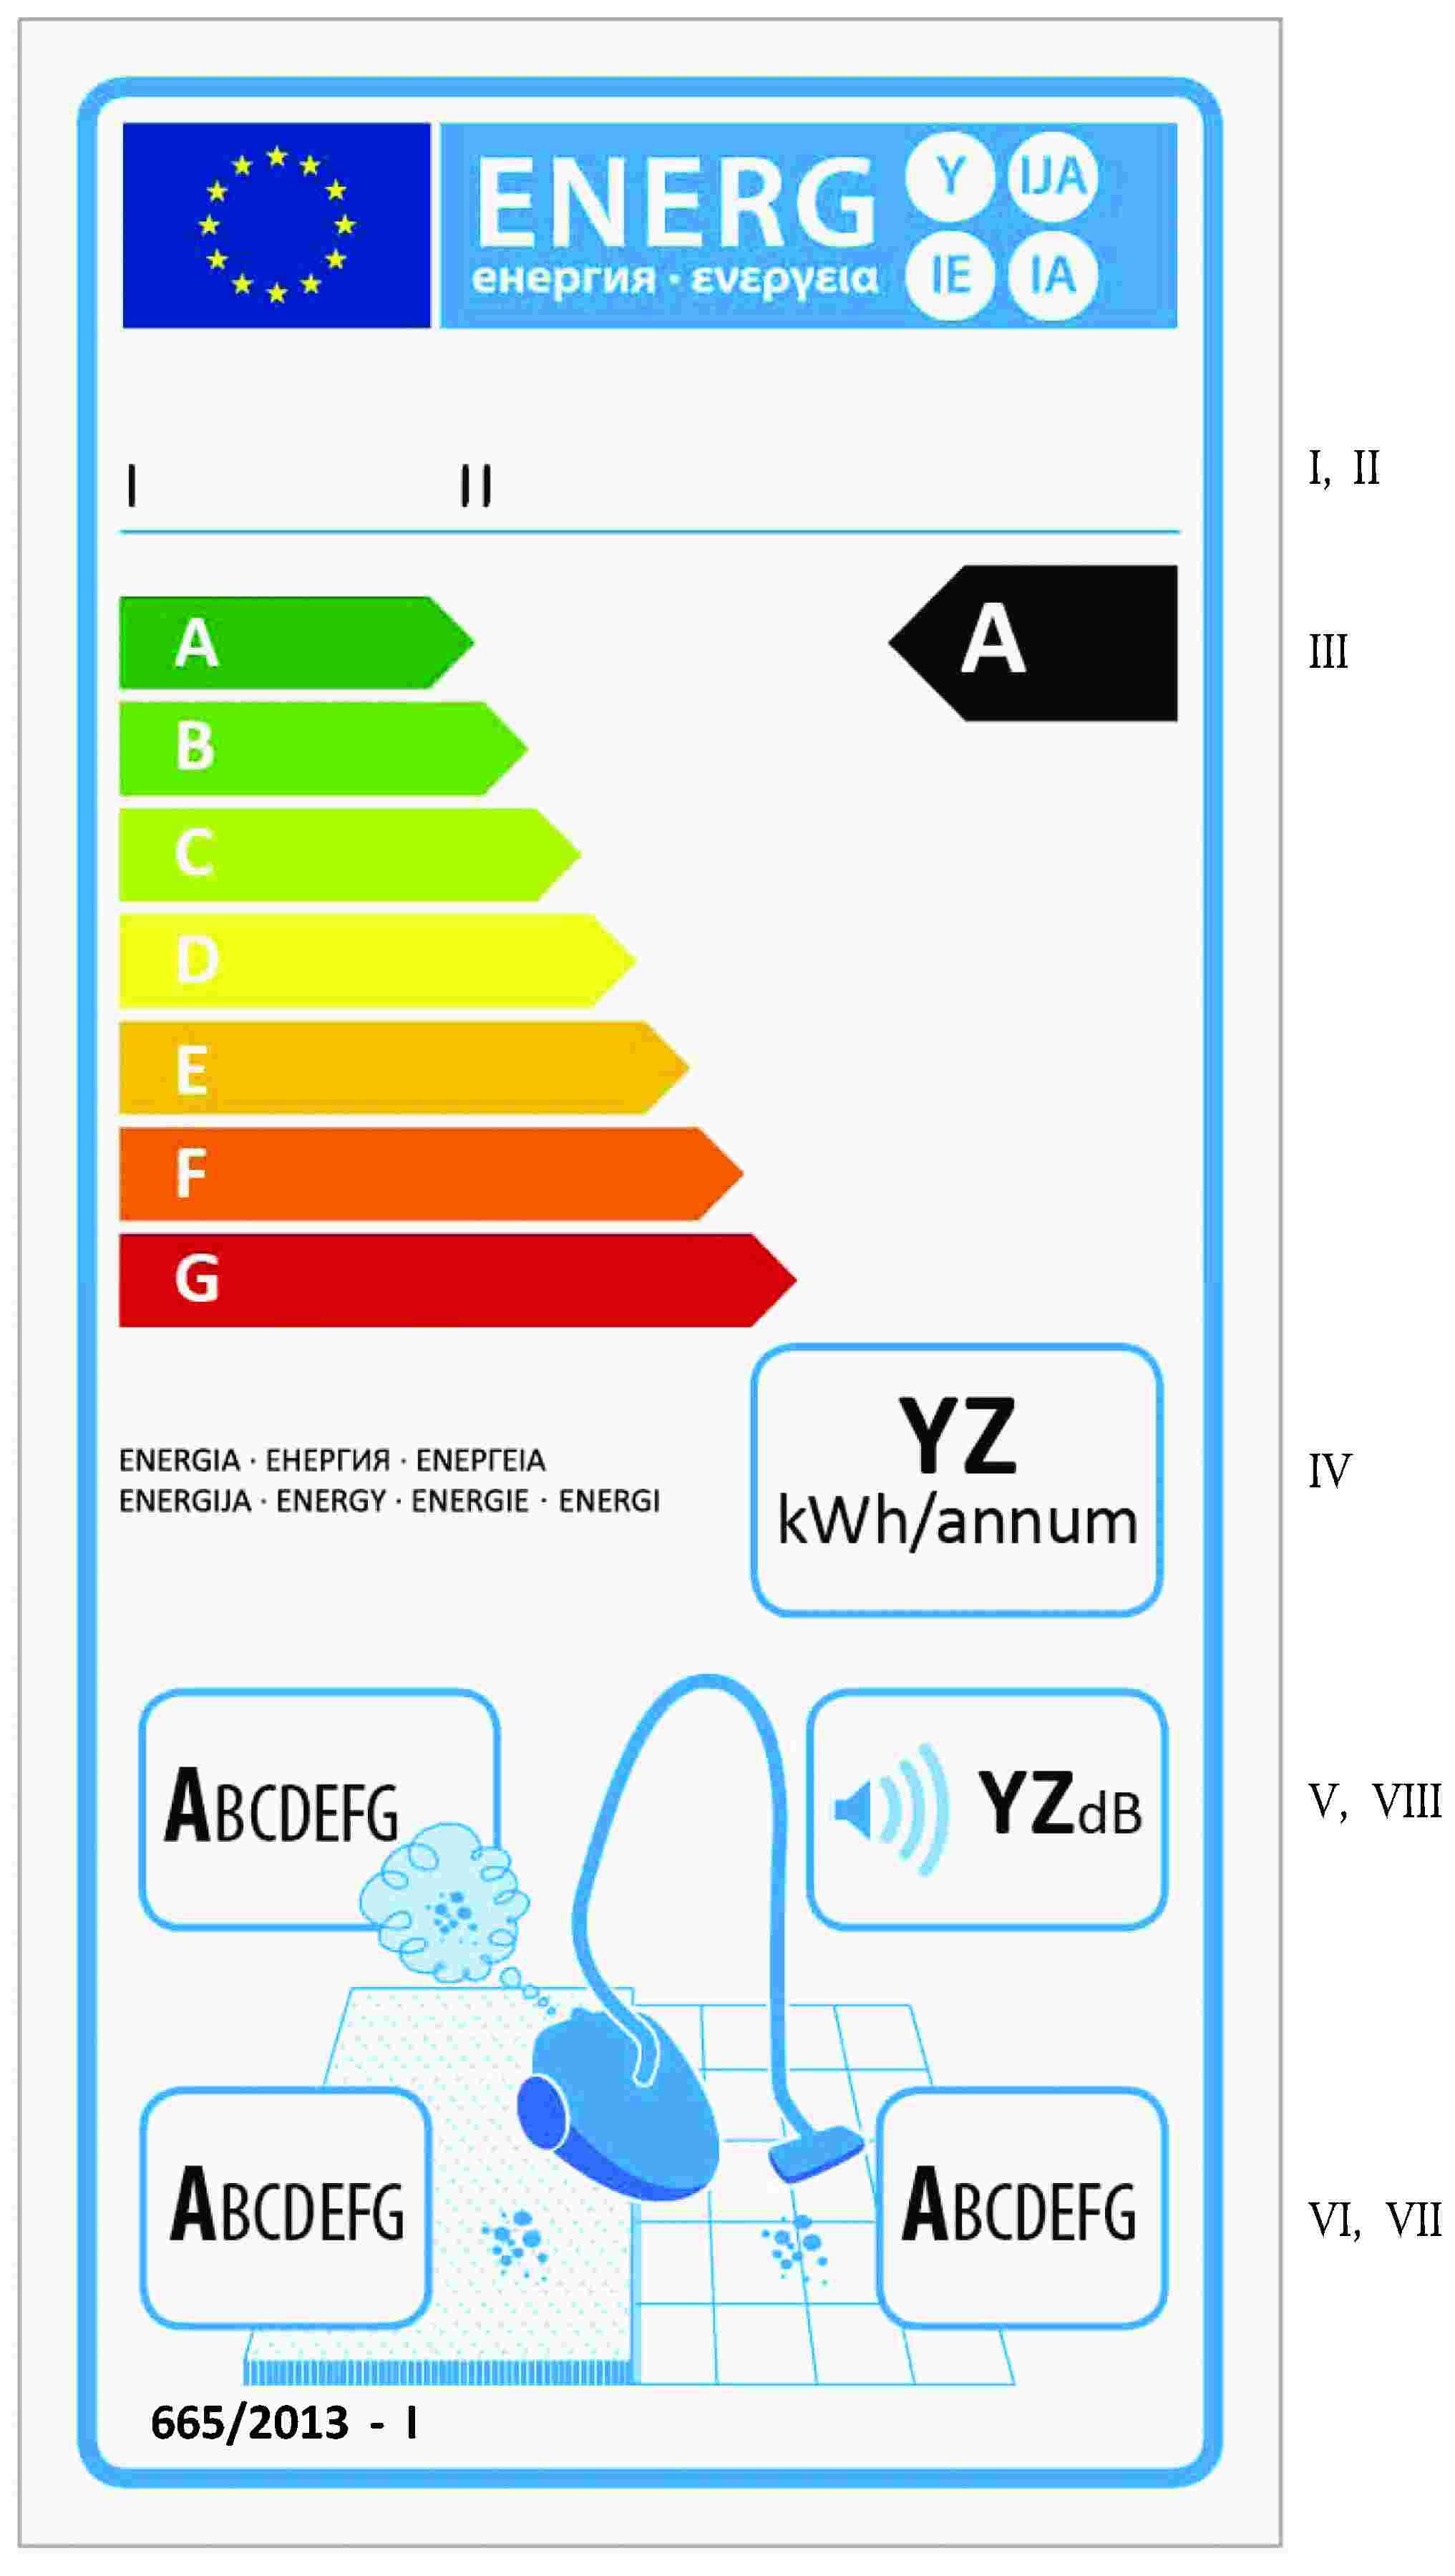 ENERG Y IJA
енергия · ενεργεια IE IA
I II I, II
A A III
B
C
D
E
F
G
YZ
ENERGIA · ЕНЕРГИЯ · ΕΝΕΡΓΕΙΑ IV
ENERGIJA · ENERGY · ENERGIE · ENERGI kWh/annum
ABCDEFG YZdB V, VIII
ABCDEFG ABCDEFG VI, VII
665/2013 - I